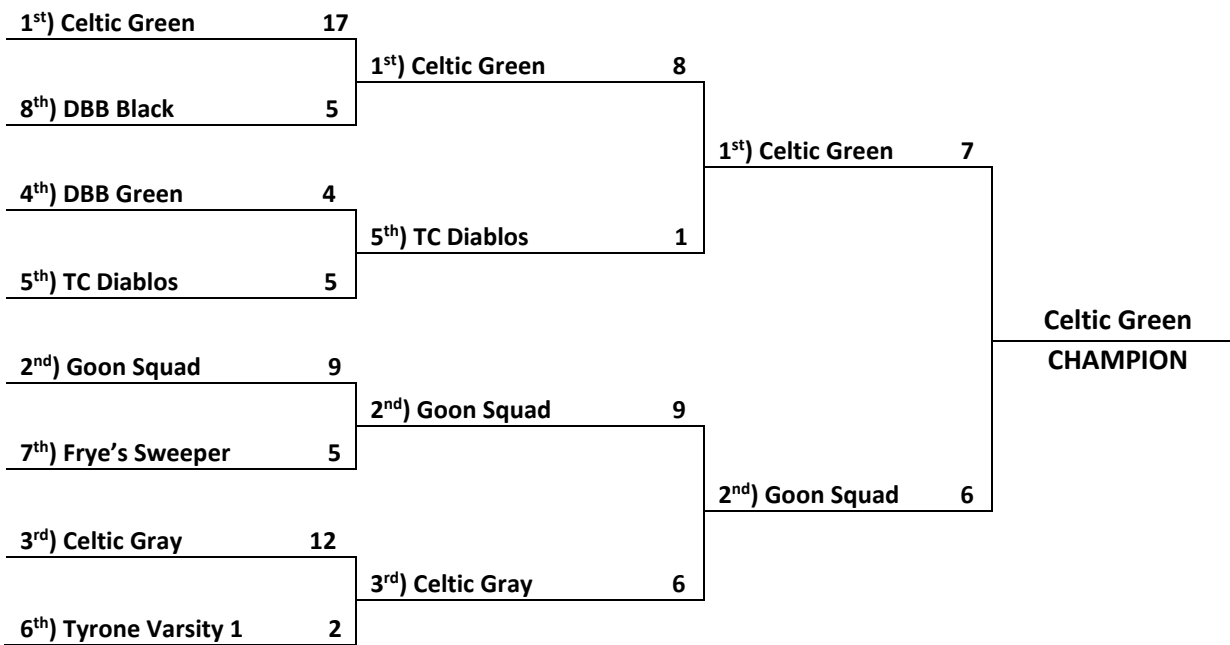 1st) Celtic Green 17
8th) DBB Black 5
4th) DBB Green 4
5th) TC Diablos 5
2nd) Goon Squad 9
7th) Frye’s Sweeper 5
3rd) Celtic Gray 12
6th) Tyrone Varsity 1 2
1st) Celtic Green 8
5th) TC Diablos 1
2nd) Goon Squad 9
3rd) Celtic Gray 6
1st) Celtic Green 7
2nd) Goon Squad 6
Celtic Green
CHAMPION